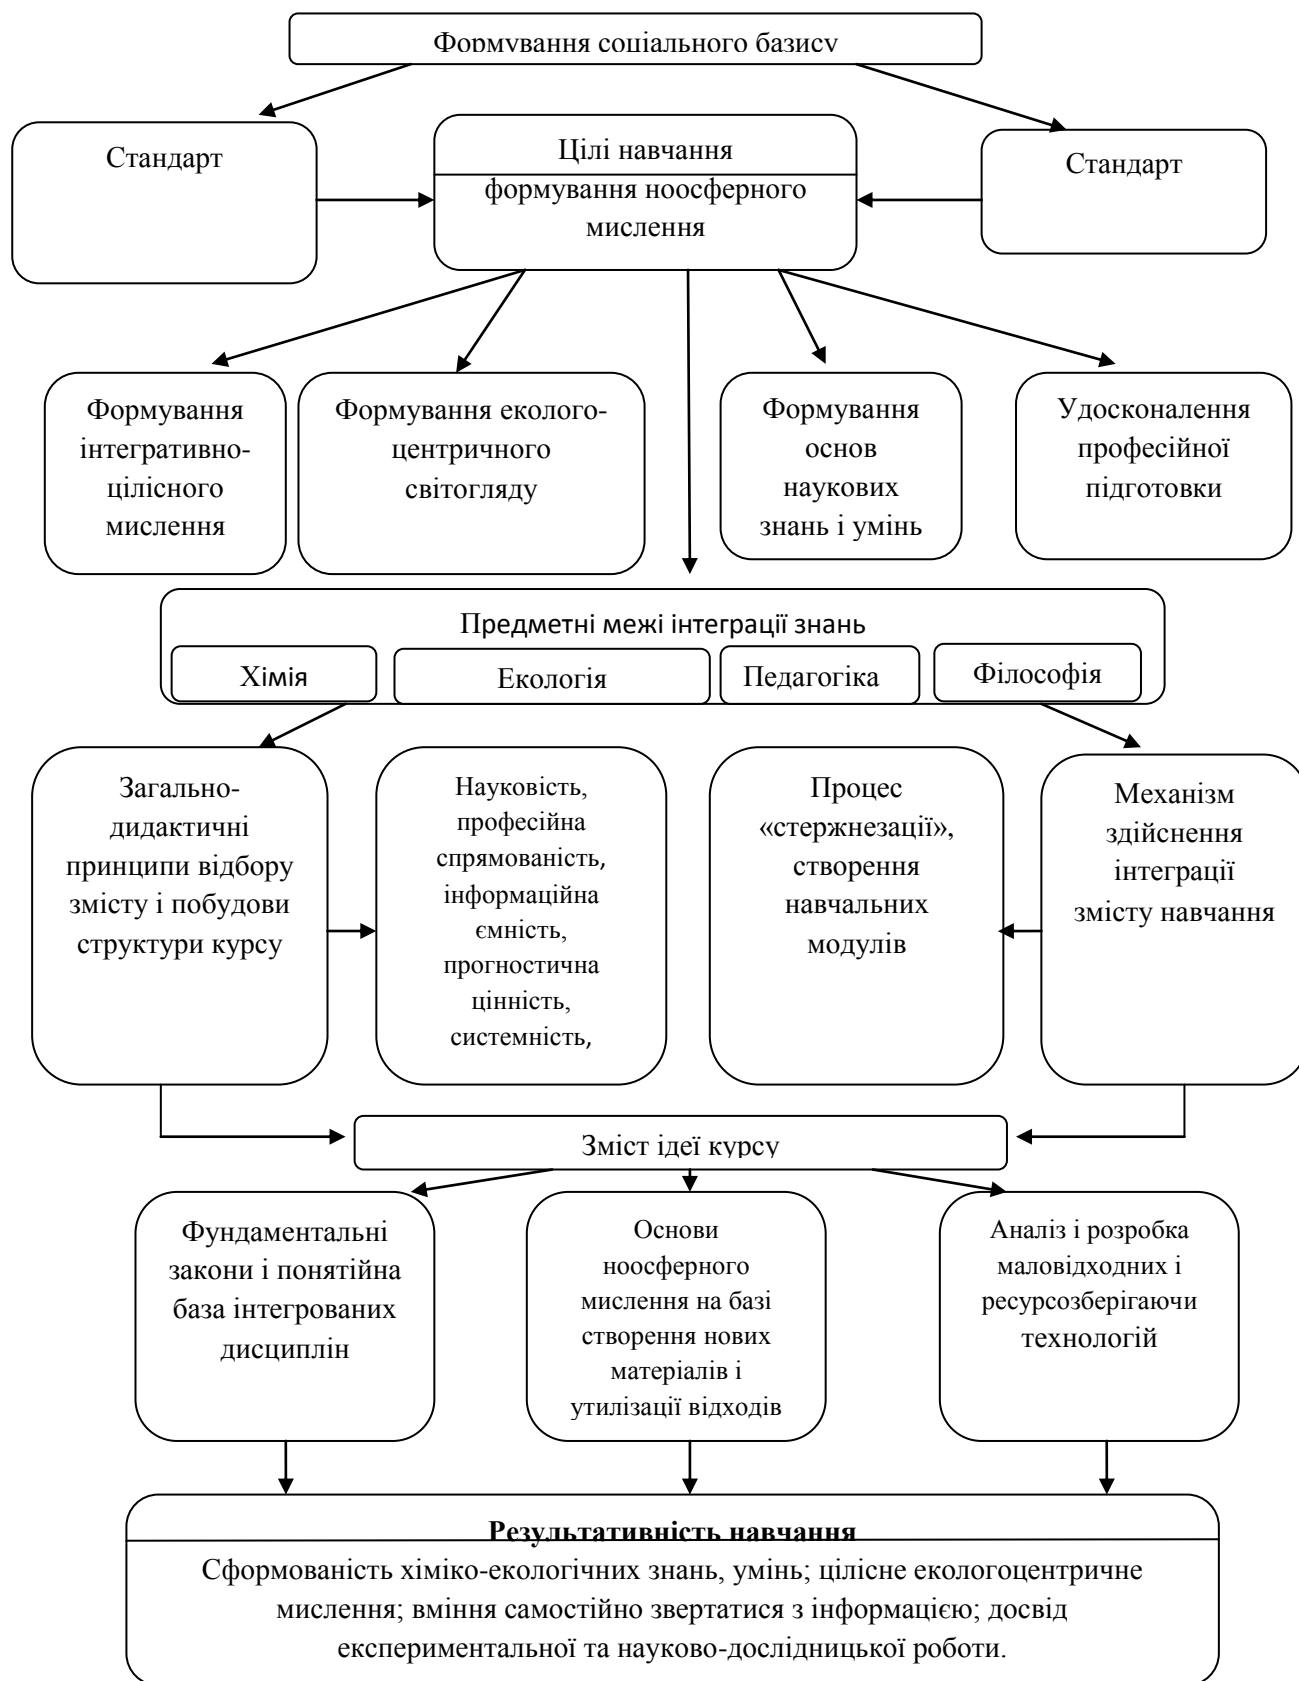 Формування соціального базису
Стандарт
Цілі навчання
формування ноосферного
мислення
Стандарт
Формування
інтегративно-
цілісного
мислення
Формування еколого-
центричного
світогляду
Формування
основ
наукових
знань і умінь
Удосконалення
професійної
підготовки
Предметні межі інтеграції знань
Хімія
Екологія
Педагогіка
Філософія
Загально-
дидактичні
принципи відбору
змісту і побудови
структури курсу
Науковість,
професійна
спрямованість,
інформаційна
ємність,
прогностична
цінність,
системність,
Процес
«стержнезації»,
створення
навчальних
модулів
Механізм
здійснення
інтеграції
змісту навчання
Зміст ідеї курсу
Фундаментальні
закони і понятійна
база інтегрованих
дисциплін
Основи
ноосферного
мислення на базі
створення нових
матеріалів і
утилізації відходів
Аналіз і розробка
маловідходних і
ресурсозберігаючи
технологій
Результативність навчання
Сформованість хіміко-екологічних знань, умінь; цілісне екологоцентричне
мислення; вміння самостійно звертатися з інформацією; досвід
експериментальної та науково-дослідницької роботи.